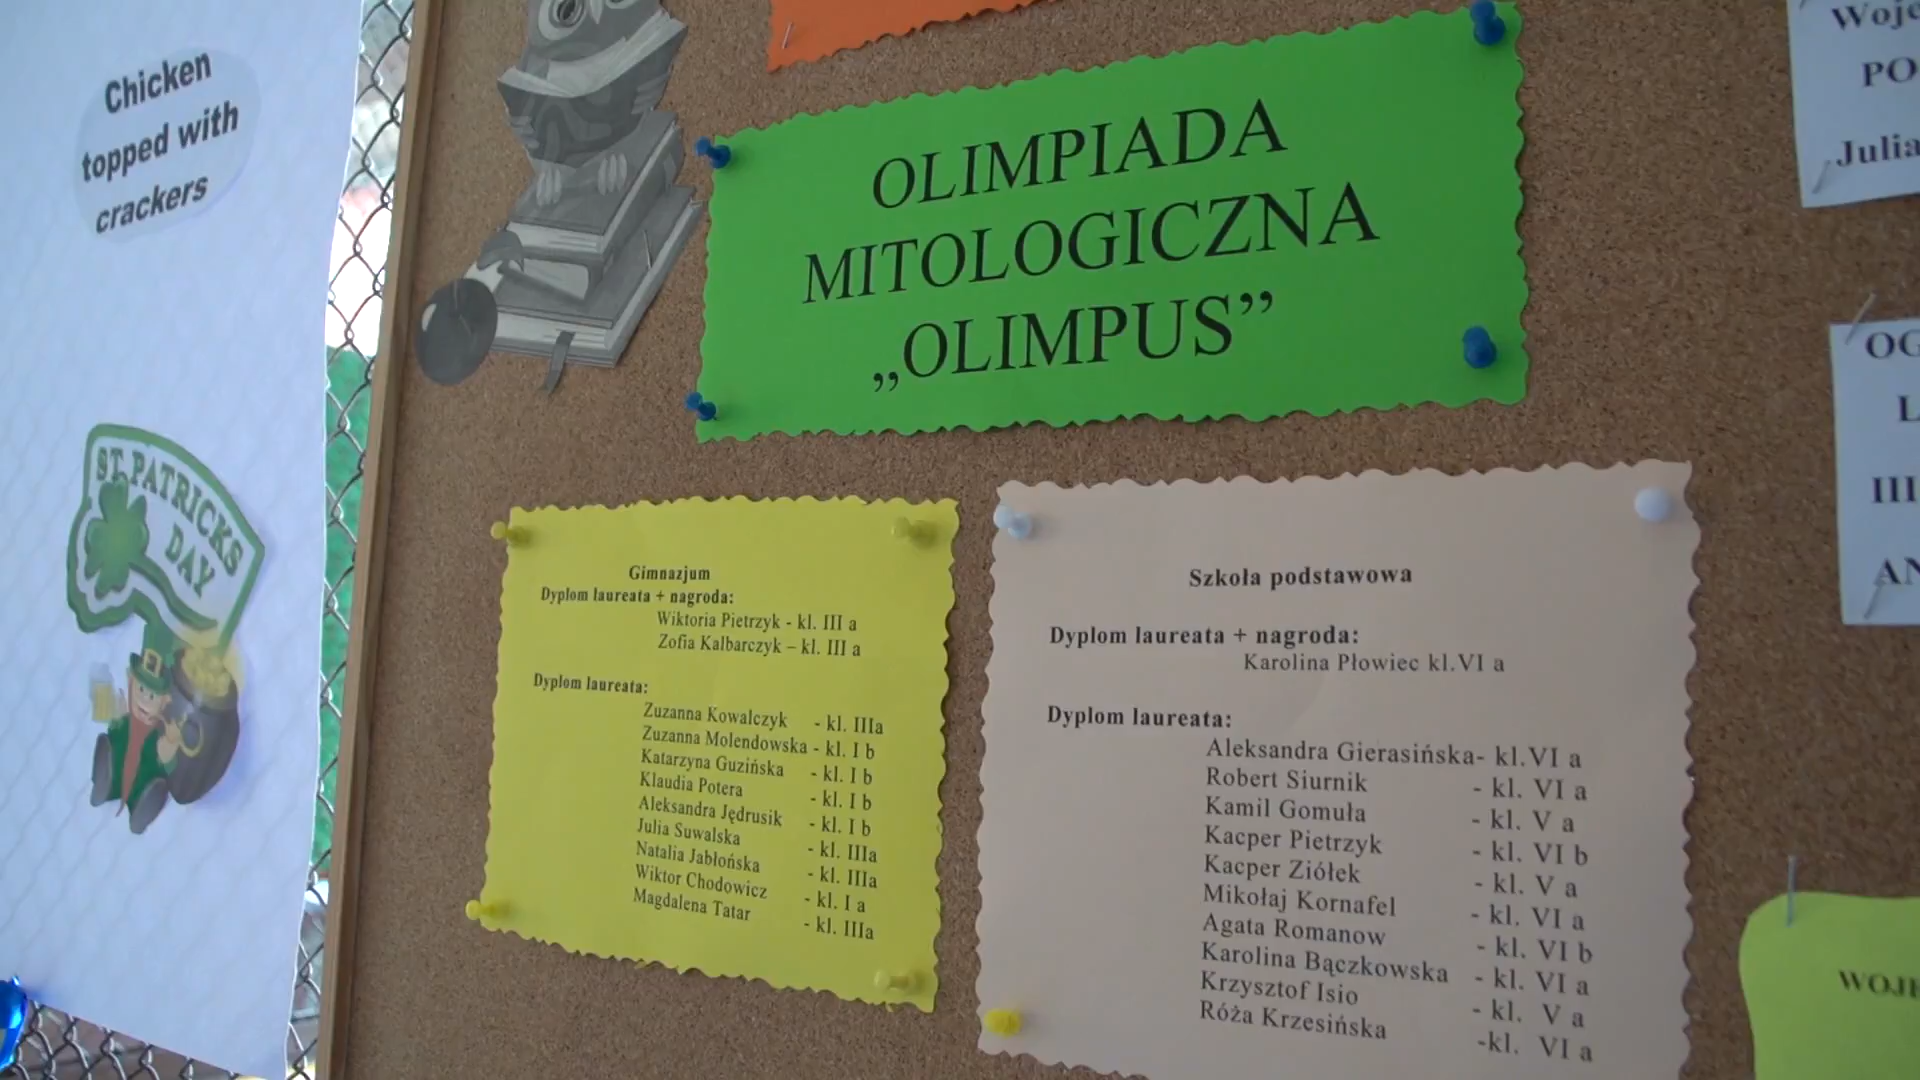 Chicken
topped with
crackers
ST. PATRICKS
DAY
OLIMPIADA
MITOLOGICZNA
„OLIMPUS”
Gimnazjum
Dyplom laureata + nagroda:
Wiktoria Pietrzyk - kl. III a
Zofia Kalbarczyk – kl. III a
Dyplom laureata:
Zuzanna Kowalczyk - kl. IIIa
Zuzanna Molendowska - kl. I b
Katarzyna Guzińska - kl. I b
Klaudia Potera - kl. I b
Aleksandra Jędrusik - kl. I b
Julia Suwalska - kl. IIIa
Natalia Jabłońska - kl. IIIa
Wiktor Chodowicz - kl. I a
Magdalena Tatar - kl. IIIa
Szkoła podstawowa
Dyplom laureata + nagroda:
Karolina Płowiec kl.VI a
Dyplom laureata:
Aleksandra Gierasińska- kl.VI a
Robert Siurnik - kl. VI a
Kamil Gomuła - kl. V a
Kacper Pietrzyk - kl. VI b
Kacper Ziółek - kl. V a
Mikołaj Kornafel - kl. VI a
Agata Romanow - kl. VI b
Karolina Bączkowska - kl. VI a
Krzysztof Isio - kl. V a
Róża Krzesińska -kl. VI a
PO
Julia
OG
L
III
AN